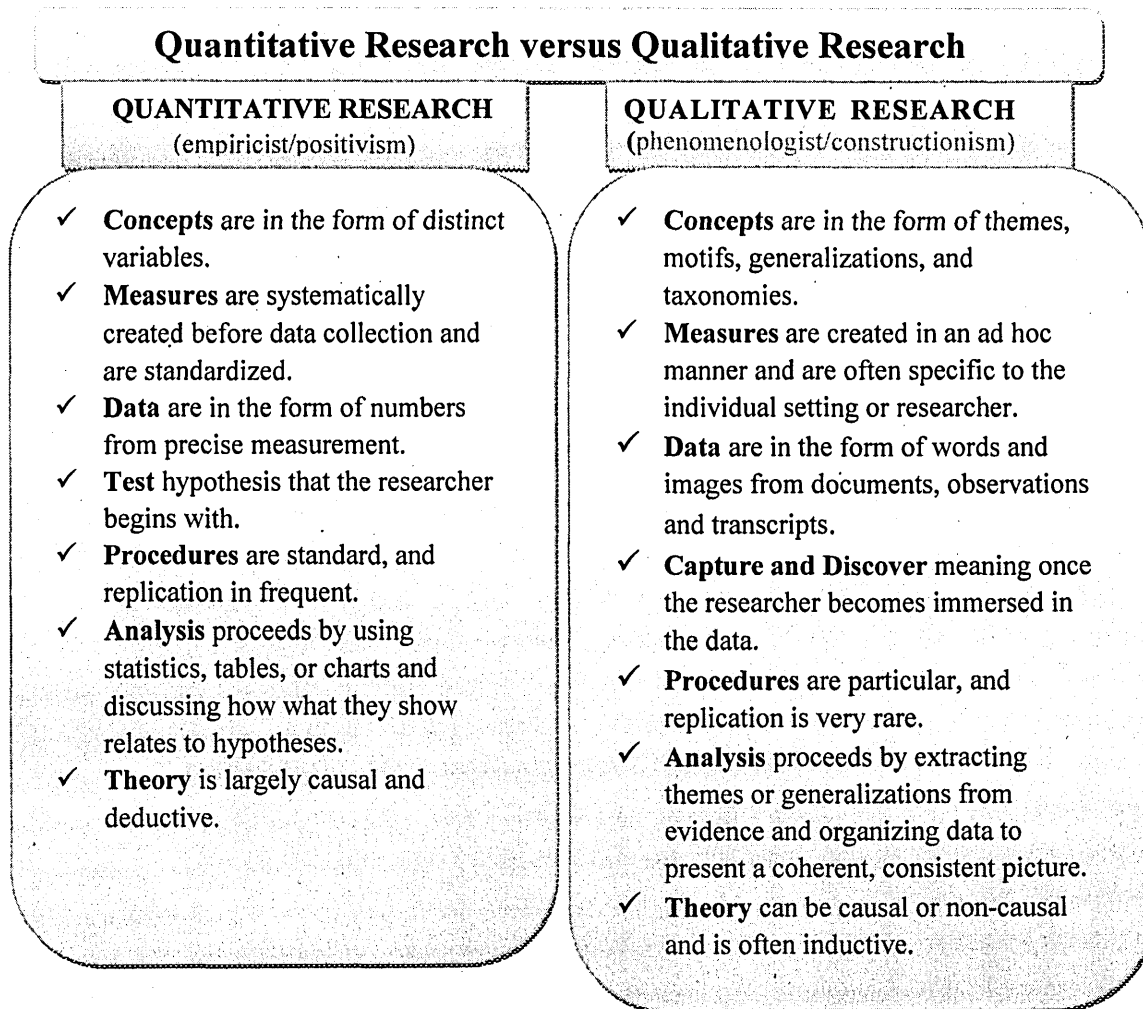 Quantitative Research versus Qualitative Research
QUANTITATIVE RESEARCH
(empiricist/positivism)
✓ Concepts are in the form of distinct
variables.
✓ Measures are systematically
created before data collection and
are standardized.
✓ Data are in the form of numbers
from precise measurement.
✓ Test hypothesis that the researcher
begins with.
✓ Procedures are standard, and
replication in frequent.
✓ Analysis proceeds by using
statistics, tables, or charts and
discussing how what they show
relates to hypotheses.
✓ Theory is largely causal and
deductive.
QUALITATIVE RESEARCH
(phenomenologist/constructionism)
✓ Concepts are in the form of themes,
motifs, generalizations, and
taxonomies.
✓ Measures are created in an ad hoc
manner and are often specific to the
individual setting or researcher.
✓ Data are in the form of words and
images from documents, observations
and transcripts.
✓ Capture and Discover meaning once
the researcher becomes immersed in
the data.
✓ Procedures are particular, and
replication is very rare.
✓ Analysis proceeds by extracting
themes or generalizations from
evidence and organizing data to
present a coherent, consistent picture.
✓ Theory can be causal or non-causal
and is often inductive.